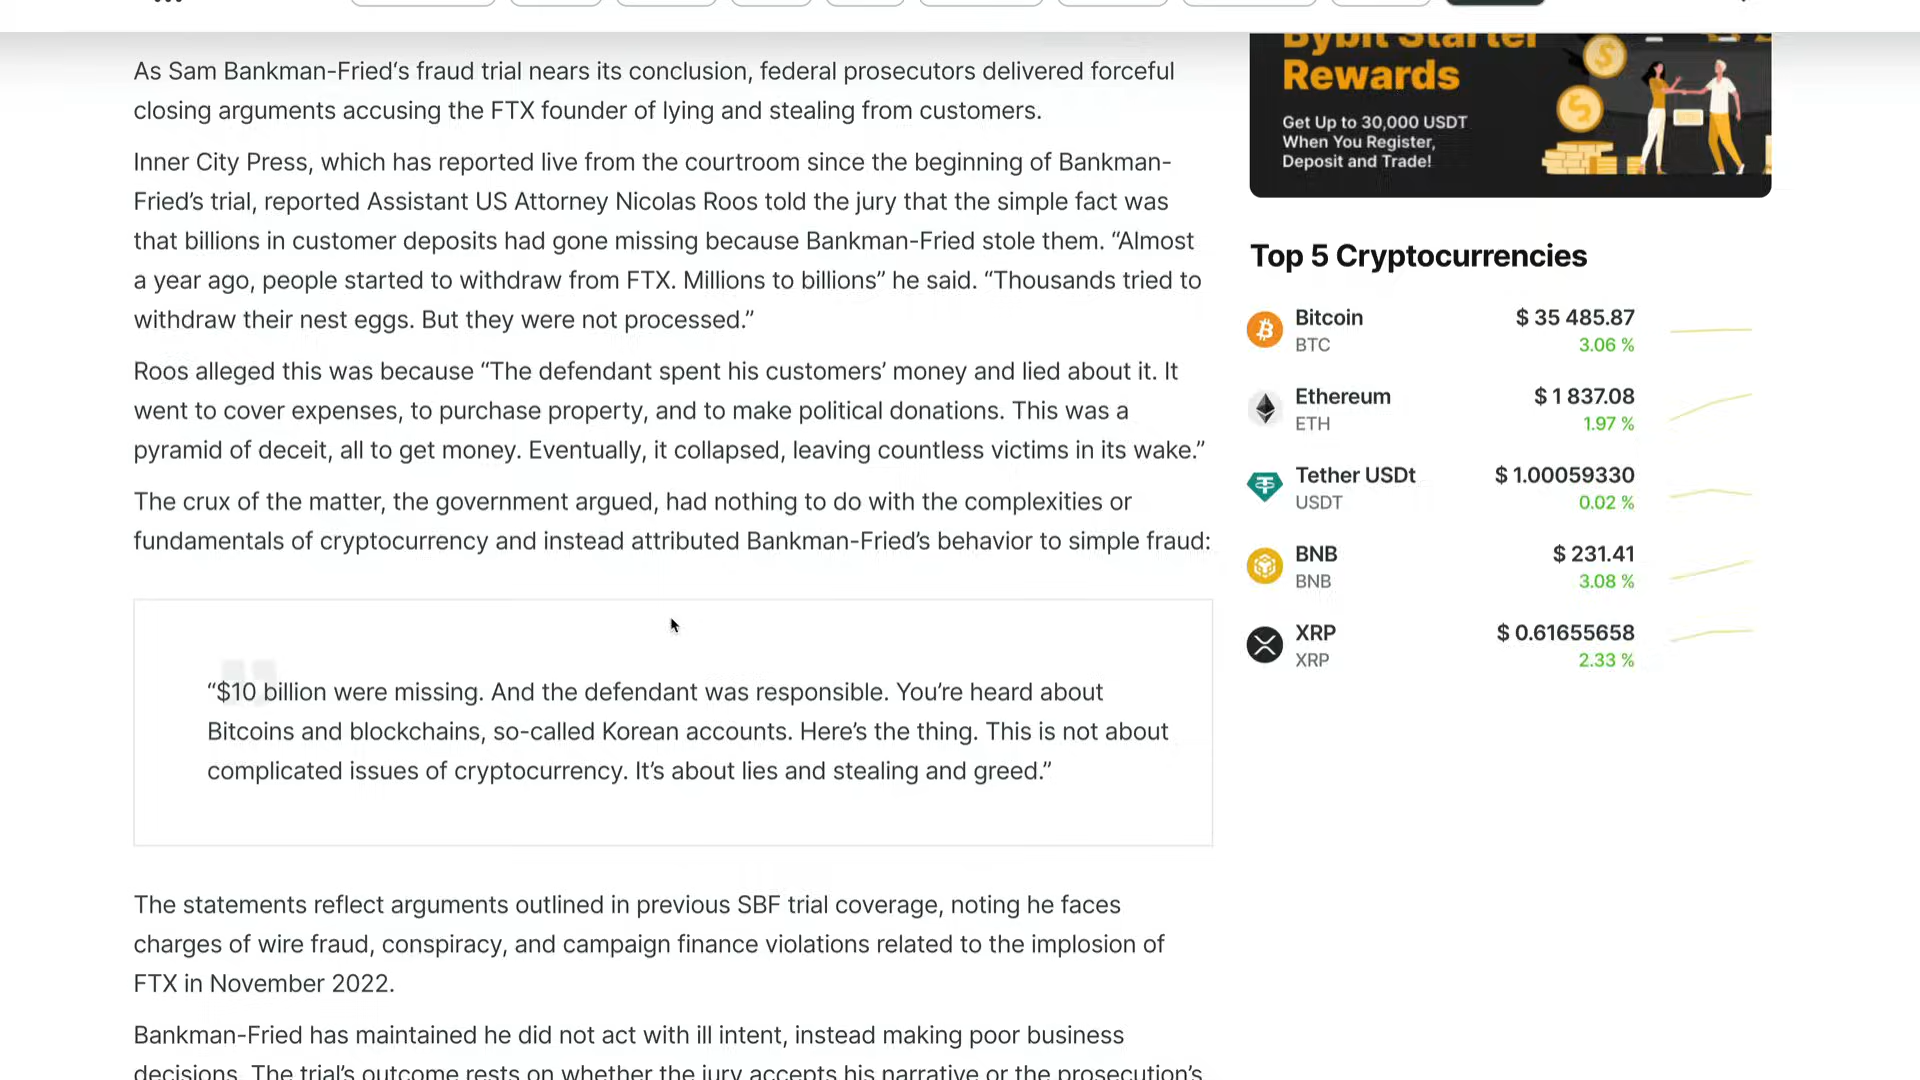 As Sam Bankman-Fried‘s fraud trial nears its conclusion, federal prosecutors delivered forceful
closing arguments accusing the FTX founder of lying and stealing from customers.
Inner City Press, which has reported live from the courtroom since the beginning of Bankman-
Fried’s trial, reported Assistant US Attorney Nicolas Roos told the jury that the simple fact was
that billions in customer deposits had gone missing because Bankman-Fried stole them. “Almost
a year ago, people started to withdraw from FTX. Millions to billions” he said. “Thousands tried to
withdraw their nest eggs. But they were not processed.”
Roos alleged this was because “The defendant spent his customers’ money and lied about it. It
went to cover expenses, to purchase property, and to make political donations. This was a
pyramid of deceit, all to get money. Eventually, it collapsed, leaving countless victims in its wake.”
The crux of the matter, the government argued, had nothing to do with the complexities or
fundamentals of cryptocurrency and instead attributed Bankman-Fried’s behavior to simple fraud:
“$10 billion were missing. And the defendant was responsible. You’re heard about
Bitcoins and blockchains, so-called Korean accounts. Here’s the thing. This is not about
complicated issues of cryptocurrency. It’s about lies and stealing and greed.”
The statements reflect arguments outlined in previous SBF trial coverage, noting he faces
charges of wire fraud, conspiracy, and campaign finance violations related to the implosion of
FTX in November 2022.
Bankman-Fried has maintained he did not act with ill intent, instead making poor business
decisions. The trial’s outcome rests on whether the jury accepts his narrative or the prosecution’s
Bybit Starter
Rewards
Get Up to 30,000 USDT
When You Register,
Deposit and Trade!
Top 5 Cryptocurrencies
Bitcoin $ 35 485.87
BTC 3.06 %
Ethereum $ 1 837.08
ETH 1.97 %
Tether USDt $ 1.00059330
USDT 0.02 %
BNB $ 231.41
BNB 3.08 %
XRP $ 0.61655658
XRP 2.33 %